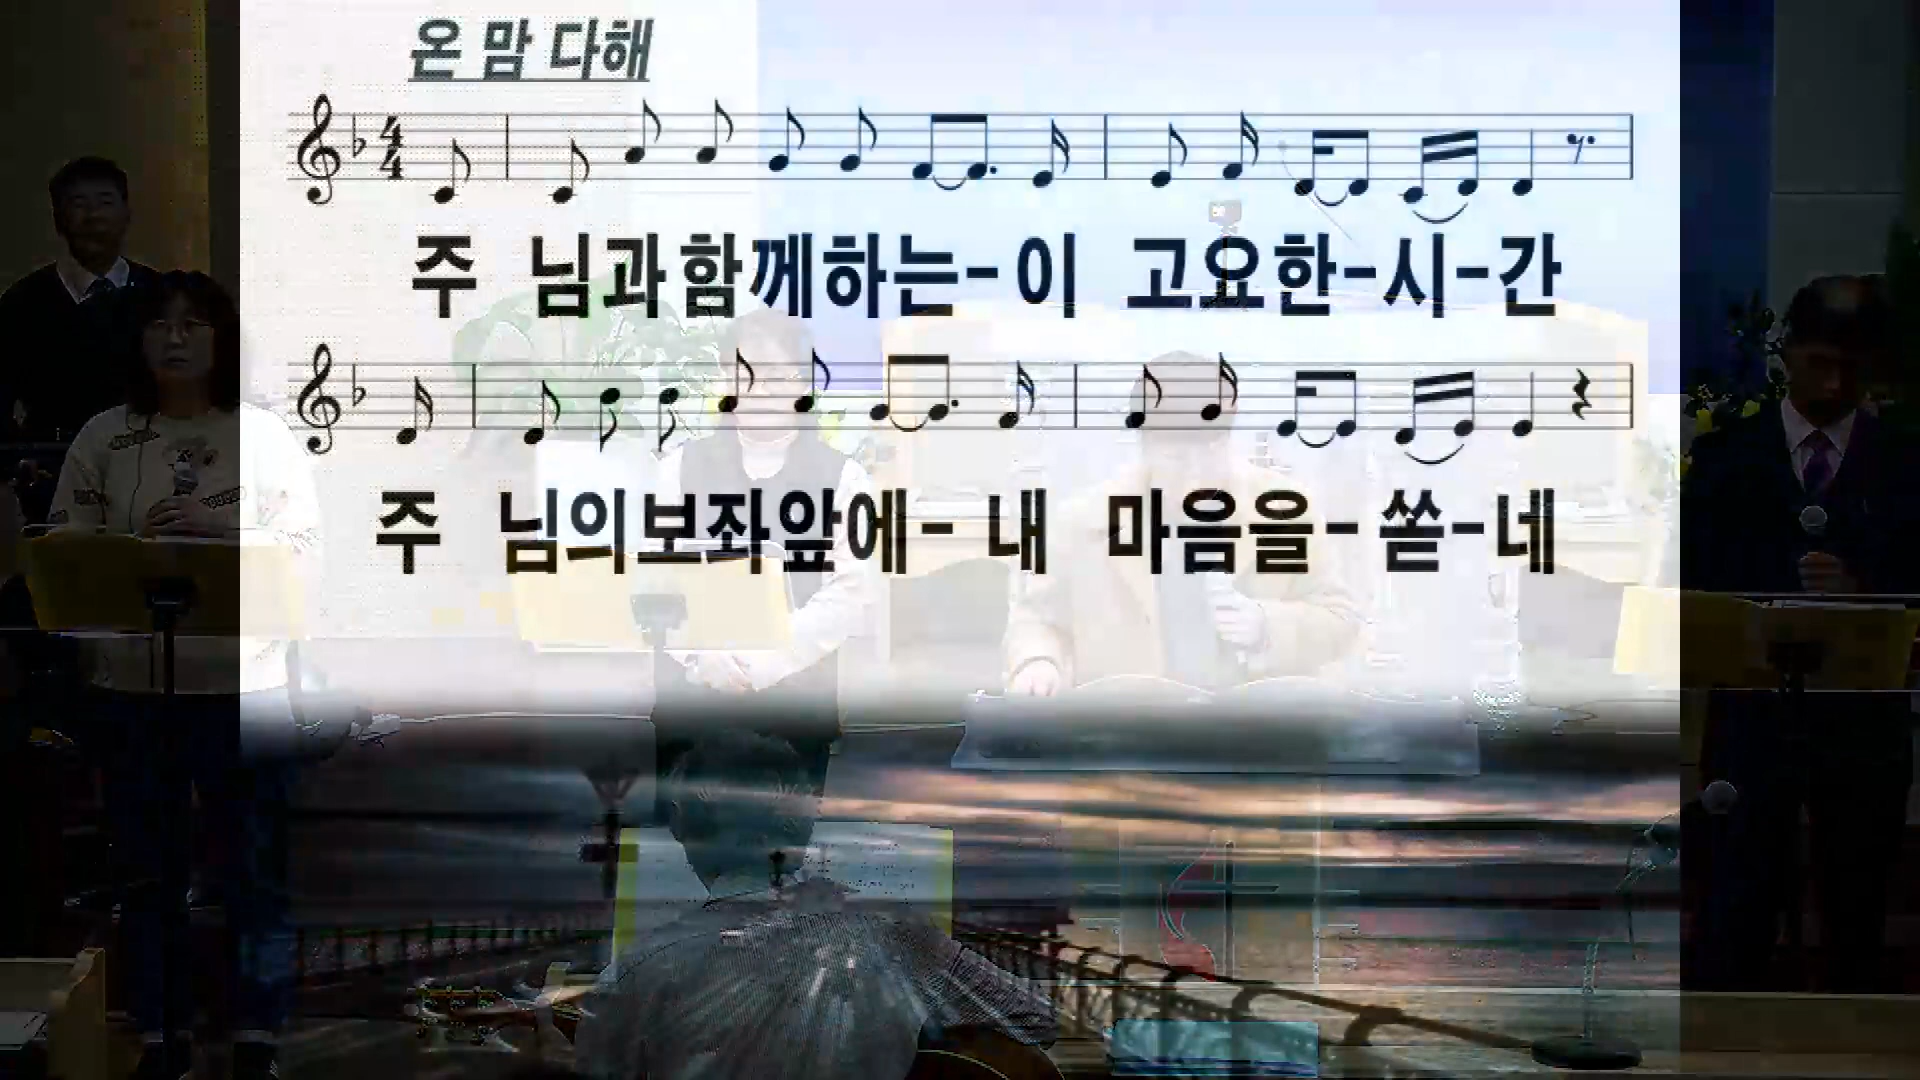 온 맘 다해
주 님과함께하는-이 고요한-시-간
주 님의보좌앞에-내 마음을-쏟-네